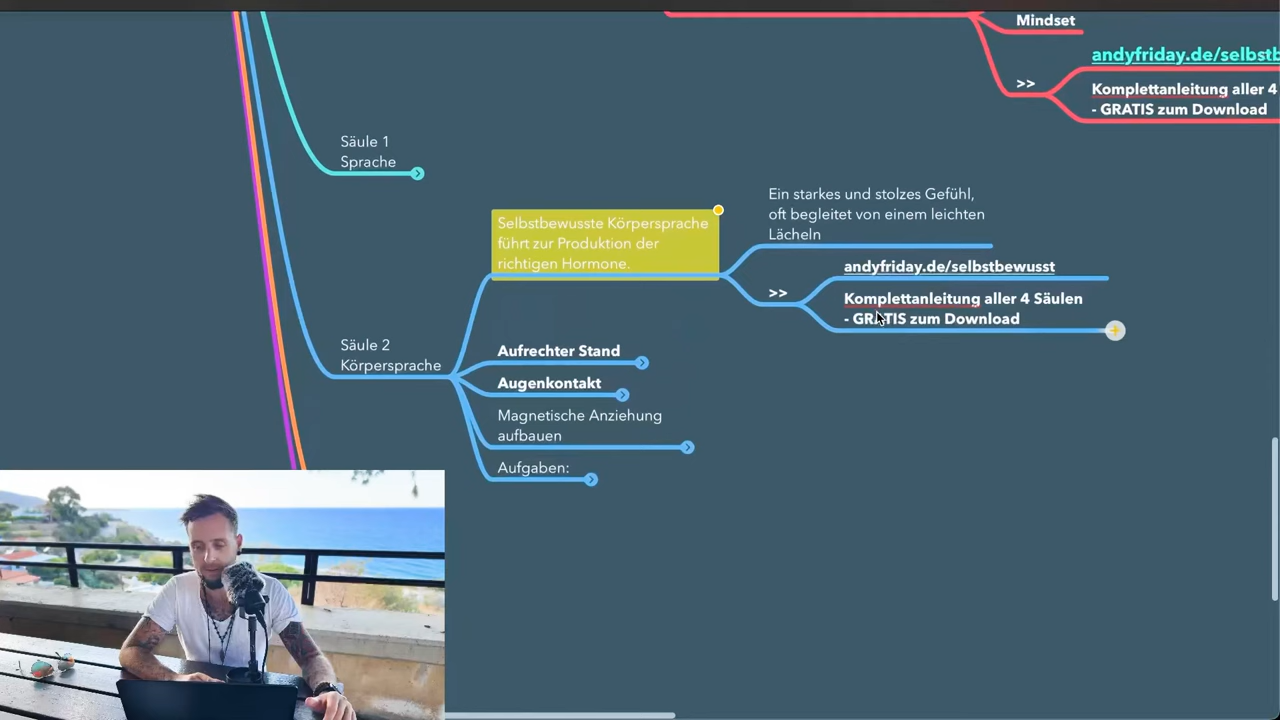 Mindset
andyfriday.de/selbstb
>>
Komplettanleitung aller 4
- GRATIS zum Download
Säule 1
Sprache
Selbstbewusste Körpersprache
führt zur Produktion der
richtigen Hormone.
Ein starkes und stolzes Gefühl,
oft begleitet von einem leichten
Lächeln
>>
andyfriday.de/selbstbewusst
Komplettanleitung aller 4 Säulen
- GRATIS zum Download
Säule 2
Körpersprache
Aufrechter Stand
Augenkontakt
Magnetische Anziehung
aufbauen
Aufgaben: